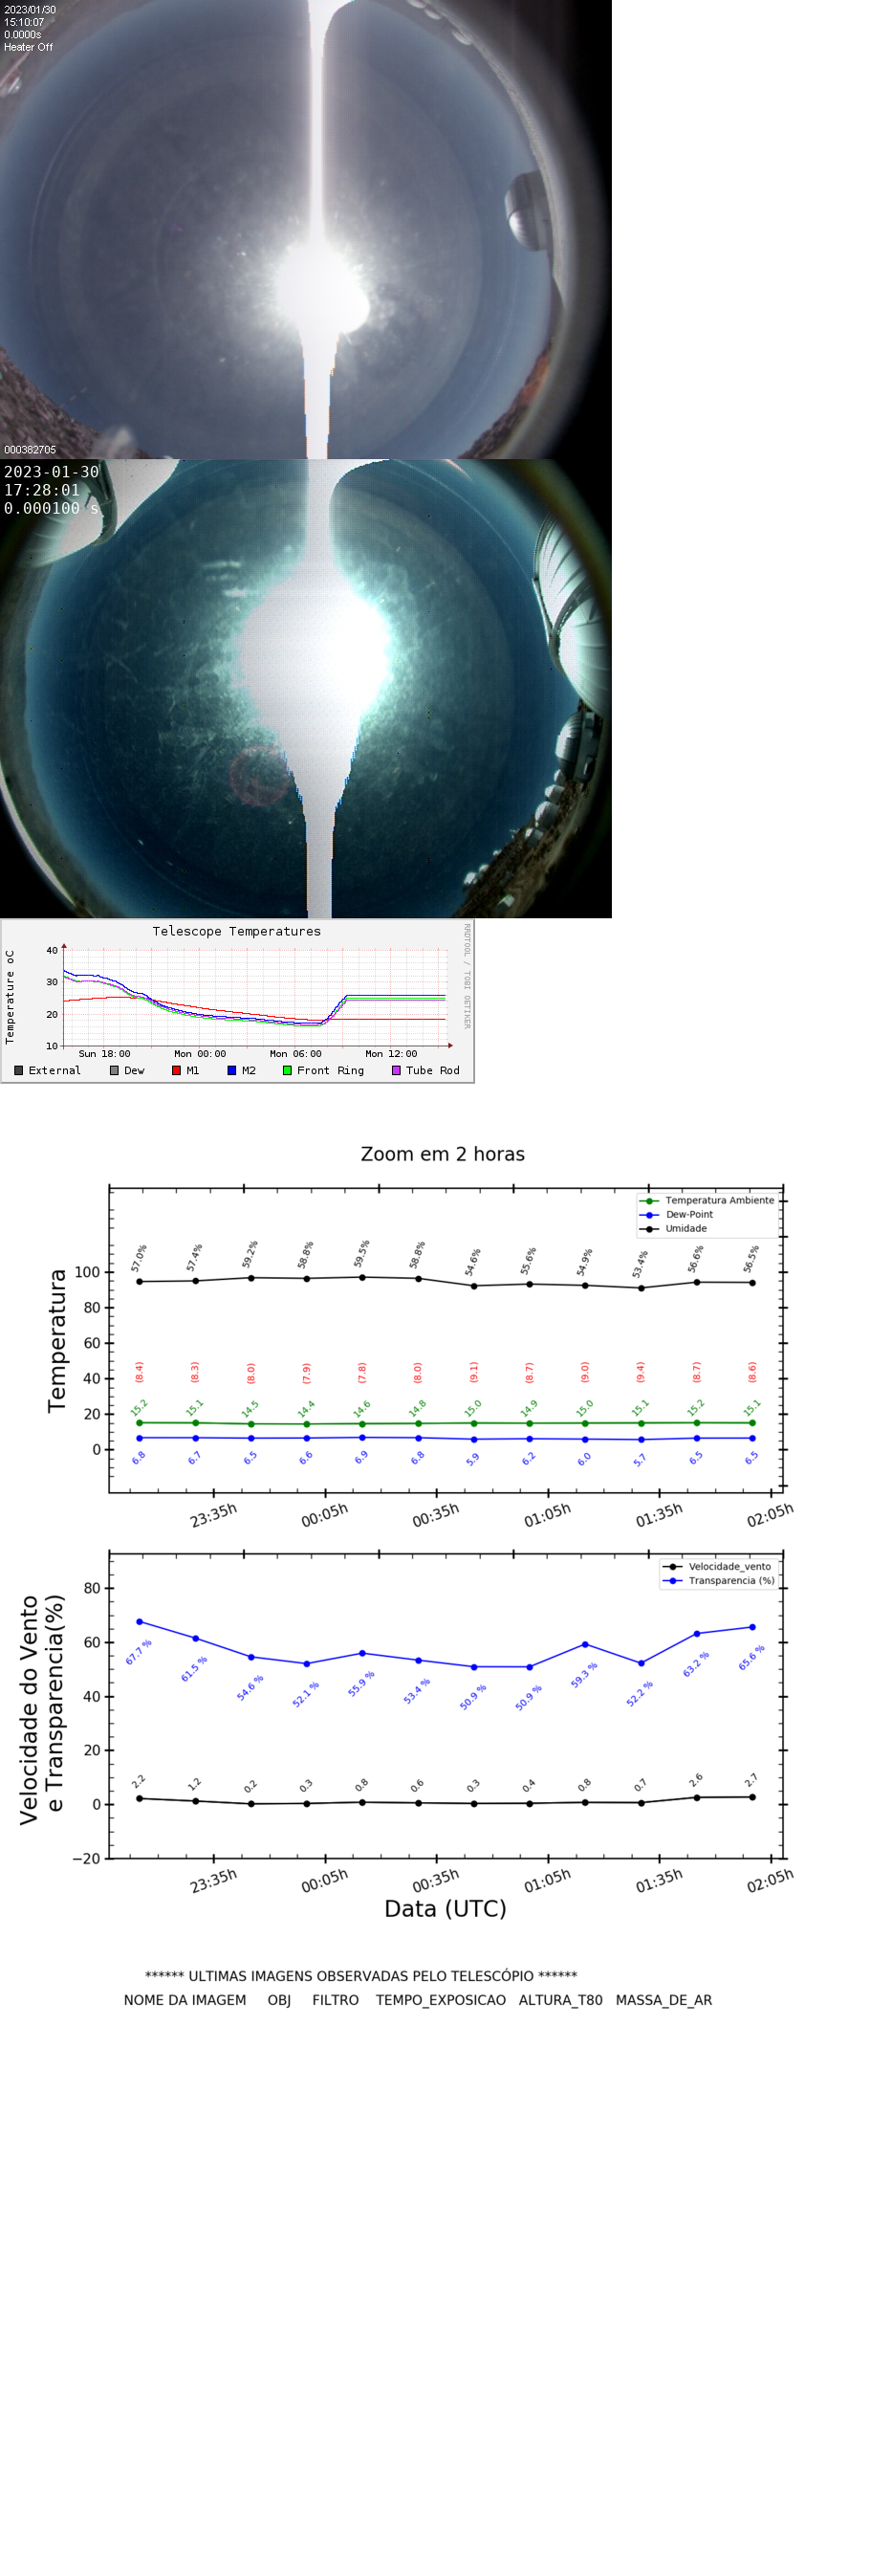 2023/01/30
15:10:07
0.0000s
Heater Off
000382705
2023-01-30
17:28:01
0.000100 s
Telescope Temperatures
RRDTOOL / TOBI OETIKER
Temperature oC
40
30
20
10
Sun 18:00 Mon 00:00 Mon 06:00 Mon 12:00
External Dew M1 M2 Front Ring Tube Rod
Zoom em 2 horas
Temperatura Ambiente
Dew-Point
Umidade
Temperatura
100
80
60
40
20
0
57.0% 57.4% 59.2% 58.8% 59.5% 58.8% 54.6% 55.6% 54.9% 53.4% 56.6% 56.5%
(8.4) (8.3) (8.0) (7.9) (7.8) (8.0) (9.1) (8.7) (9.0) (9.4) (8.7) (8.6)
15.2 15.1 14.5 14.4 14.6 14.8 15.0 14.9 15.0 15.1 15.2 15.1
6.8 6.7 6.5 6.6 6.9 6.8 5.9 6.2 6.0 5.7 6.5 6.5
23:35h 00:05h 00:35h 01:05h 01:35h 02:05h
Velocidade_vento
Transparencia (%)
Velocidade do Vento
e Transparencia(%)
80
60
40
20
0
−20
67.7 % 61.5 % 54.6 % 52.1 % 55.9 % 53.4 % 50.9 % 50.9 % 59.3 % 52.2 % 63.2 % 65.6 %
2.2 1.2 0.2 0.3 0.8 0.6 0.3 0.4 0.8 0.7 2.6 2.7
23:35h 00:05h 00:35h 01:05h 01:35h 02:05h
Data (UTC)
****** ULTIMAS IMAGENS OBSERVADAS PELO TELESCÓPIO ******
NOME DA IMAGEM OBJ FILTRO TEMPO_EXPOSICAO ALTURA_T80 MASSA_DE_AR